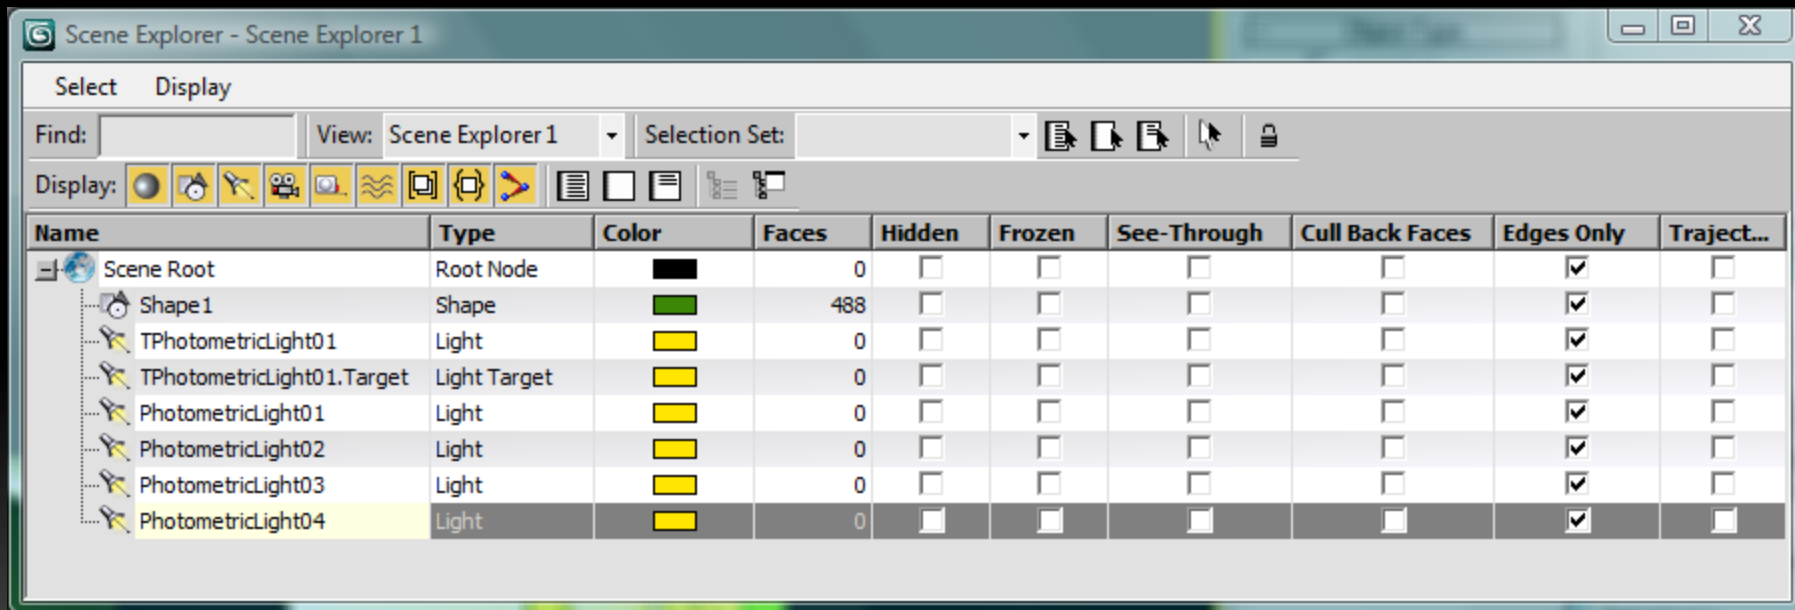 Scene Explorer - Scene Explorer 1
Select Display
Find: View: Scene Explorer 1 Selection Set:
Display:
Name Type Color Faces Hidden Frozen See-Through Cull Back Faces Edges Only Traject...
Scene Root Root Node 0
Shape1 Shape 488
TPhotometricLight01 Light 0
TPhotometricLight01.Target Light Target 0
PhotometricLight01 Light 0
PhotometricLight02 Light 0
PhotometricLight03 Light 0
PhotometricLight04 Light 0